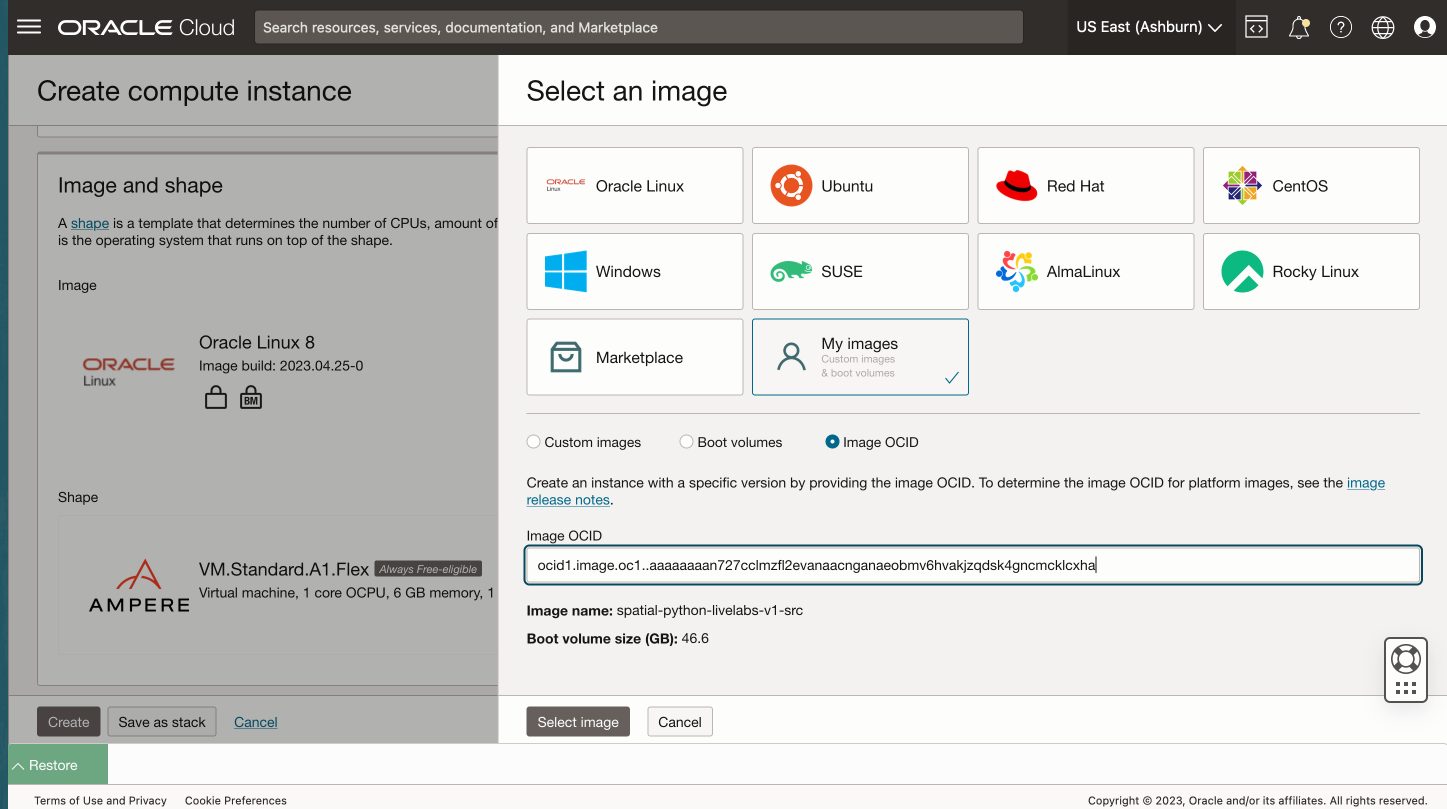 ORACLE Cloud
Search resources, services, documentation, and Marketplace
US East (Ashburn)
Create compute instance
Image and shape
A shape is a template that determines the number of CPUs, amount of
is the operating system that runs on top of the shape.
Image
ORACLE
Linux
Oracle Linux 8
Image build: 2023.04.25-0
BM
Shape
AMPERE
VM.Standard.A1.Flex Always Free-eligible
Virtual machine, 1 core OCPU, 6 GB memory, 1
Create Save as stack Cancel
Select an image
ORACLE
Linux
Oracle Linux
Ubuntu
Red Hat
CentOS
Windows
SUSE
AlmaLinux
Rocky Linux
Marketplace
My images
Custom images
& boot volumes
Custom images Boot volumes Image OCID
Create an instance with a specific version by providing the image OCID. To determine the image OCID for platform images, see the image
release notes.
Image OCID
ocid1.image.oc1..aaaaaaaan727cclmzfl2evanaacnganaeobmv6hvakjzqdsk4gncmcklcxha
Image name: spatial-python-livelabs-v1-src
Boot volume size (GB): 46.6
Select image Cancel
Restore
Terms of Use and Privacy Cookie Preferences
Copyright © 2023, Oracle and/or its affiliates. All rights reserved.